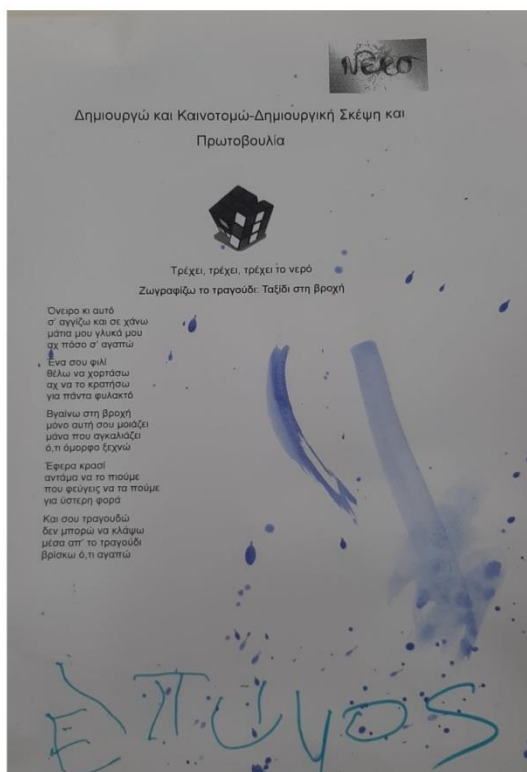 Νερο
Δημιουργώ και Καινοτομώ-Δημιουργική Σκέψη και
Πρωτοβουλία
Τρέχει, τρέχει, τρέχει το νερό
Ζωγραφίζω το τραγούδι: Ταξίδι στη βροχή
Όνειρο κι αυτό
σ' αγγίζω και σε χάνω
μάτια μου γλυκά μου
αχ πόσο σ' αγαπώ
Ένα σου φιλί
θέλω να χορτάσω
αχ να το κρατήσω
για πάντα φυλακτό
Βγαίνω στη βροχή
μόνο αυτή σου μοιάζει
μάνα που αγκαλιάζει
ό,τι όμορφο ξεχνώ
Έφερα κρασί
αντάμα να το πιούμε
που φεύγεις να τα πούμε
για ύστερη φορά
Και σου τραγουδώ
δεν μπορώ να κλάψω
μέσα απ' το τραγούδι
βρίσκω ό,τι αγαπώ